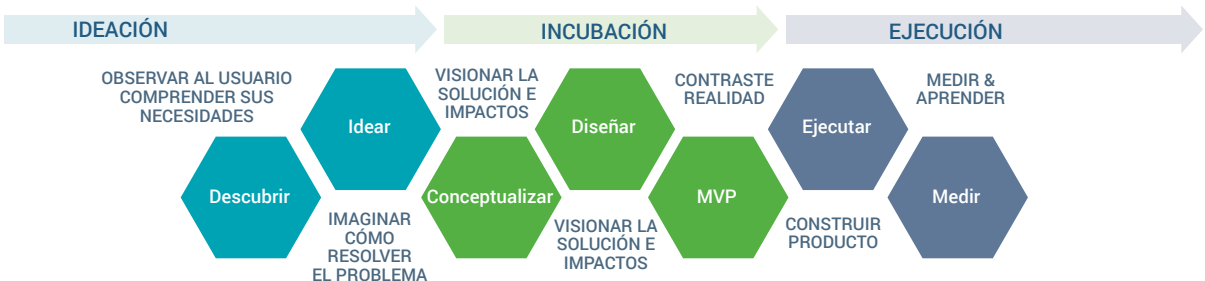 IDEACIÓN
INCUBACIÓN
EJECUCIÓN
OBSERVAR AL USUARIO
COMPRENDER SUS
NECESIDADES
VISIONAR LA
SOLUCIÓN E
IMPACTOS
CONTRASTE
REALIDAD
MEDIR &
APRENDER
Idear
Diseñar
Ejecutar
Descubrir
Conceptualizar
MVP
Medir
IMAGINAR
CÓMO
RESOLVER
EL PROBLEMA
VISIONAR LA
SOLUCIÓN E
IMPACTOS
CONSTRUIR
PRODUCTO